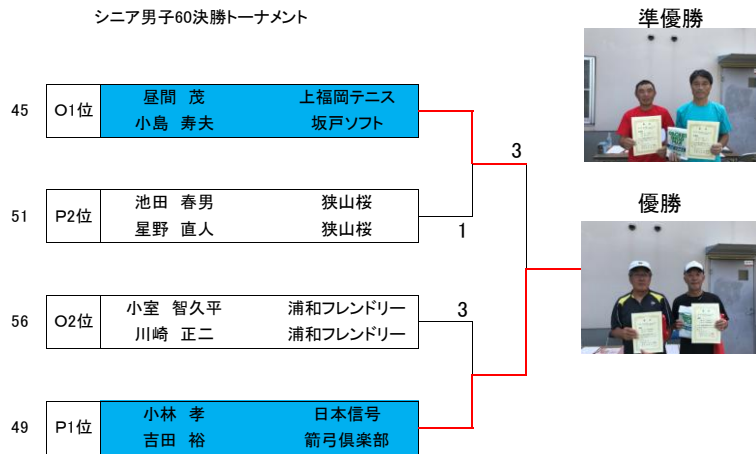 シニア男子60決勝トーナメント
準優勝
45 O1位 昼間 茂 上福岡テニス
小島 寿夫 坂戸ソフト
3
51 P2位 池田 春男 狭山桜
星野 直人 狭山桜
1
優勝
56 O2位 小室 智久平 浦和フレンドリー
川崎 正二 浦和フレンドリー
3
49 P1位 小林 孝 日本信号
吉田 裕 箭弓倶楽部